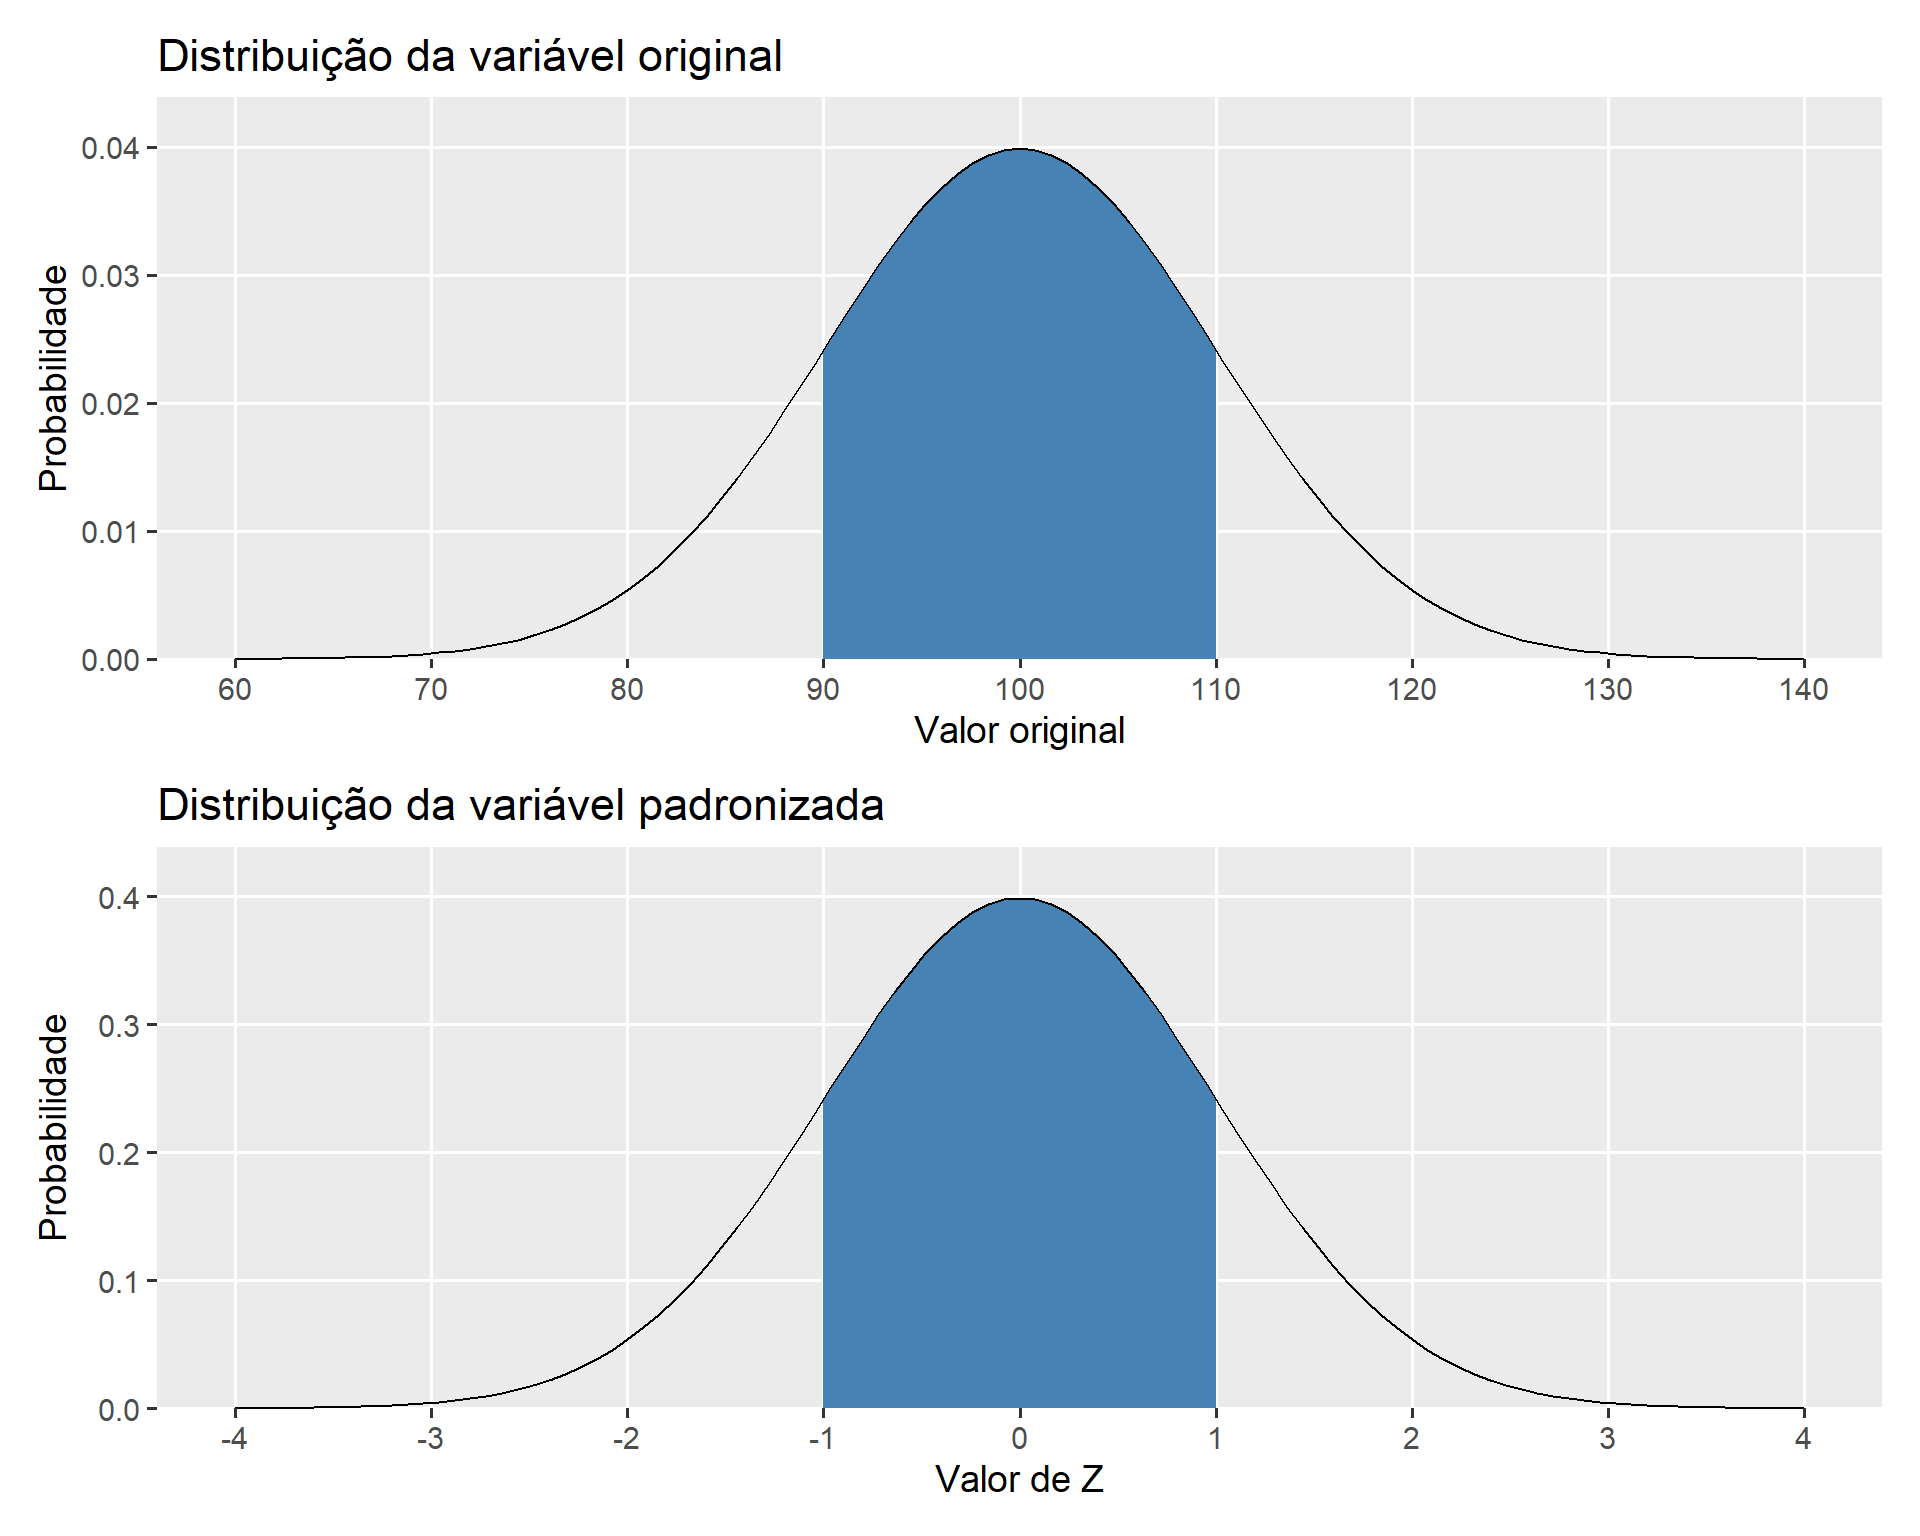 Distribuição da variável original
Probabilidade
0.04
0.03
0.02
0.01
0.00
60 70 80 90 100 110 120 130 140
Valor original
Distribuição da variável padronizada
Probabilidade
0.4
0.3
0.2
0.1
0.0
-4 -3 -2 -1 0 1 2 3 4
Valor de Z